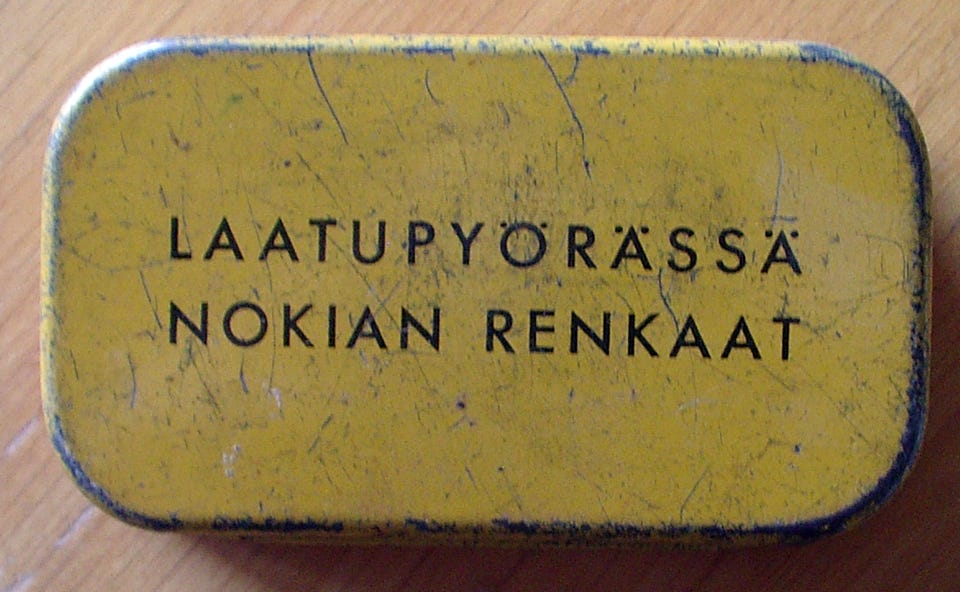 LAATUPYÖRÄSSÄ
NOKIAN RENKAAT